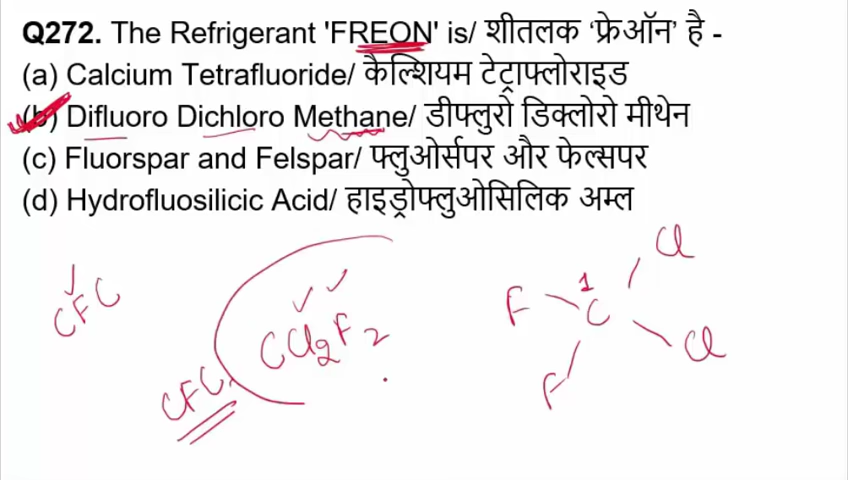 Q272. The Refrigerant 'FREON' is/ शीतलक ‘फ्रेऑन’ है -
(a) Calcium Tetrafluoride/ कैल्शियम टेट्राफ्लोराइड
(b) Difluoro Dichloro Methane/ डीफ्लुरो डिक्लोरो मीथेन
(c) Fluorspar and Felspar/ फ्लुओर्सपर और फेल्सपर
(d) Hydrofluosilicic Acid/ हाइड्रोफ्लुओसिलिक अम्ल
CFC
CCl2F2
CFC
Cl
1
F C
Cl
F